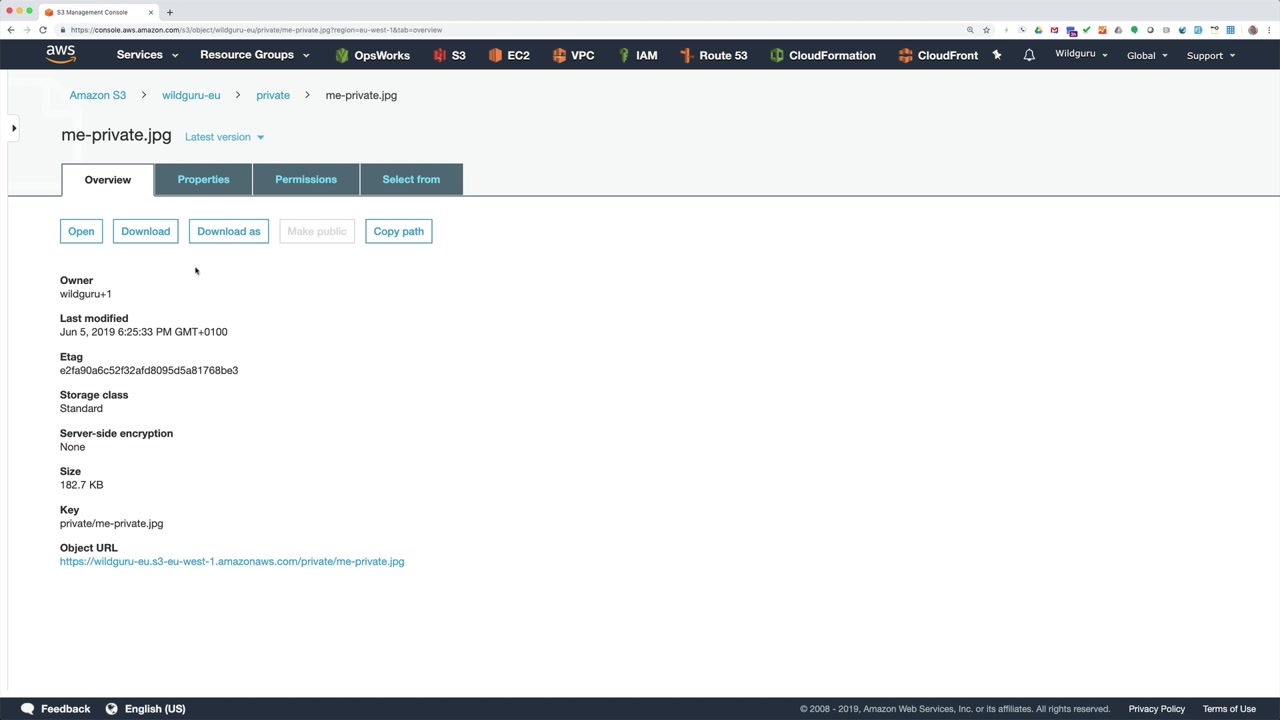 S3 Management Console
https://console.aws.amazon.com/s3/object/wildguru-eu/private/me-private.jpg?region=eu-west-1&tab=overview
aws Services Resource Groups OpsWorks S3 EC2 VPC IAM Route 53 CloudFormation CloudFront Wildguru Global Support
Amazon S3 wildguru-eu private me-private.jpg
me-private.jpg Latest version
Overview Properties Permissions Select from
Open Download Download as Make public Copy path
Owner
wildguru+1
Last modified
Jun 5, 2019 6:25:33 PM GMT+0100
Etag
e2fa90a6c52f32afd8095d5a81768be3
Storage class
Standard
Server-side encryption
None
Size
182.7 KB
Key
private/me-private.jpg
Object URL
https://wildguru-eu.s3-eu-west-1.amazonaws.com/private/me-private.jpg
Feedback English (US) © 2008 - 2019, Amazon Web Services, Inc. or its affiliates. All rights reserved. Privacy Policy Terms of Use